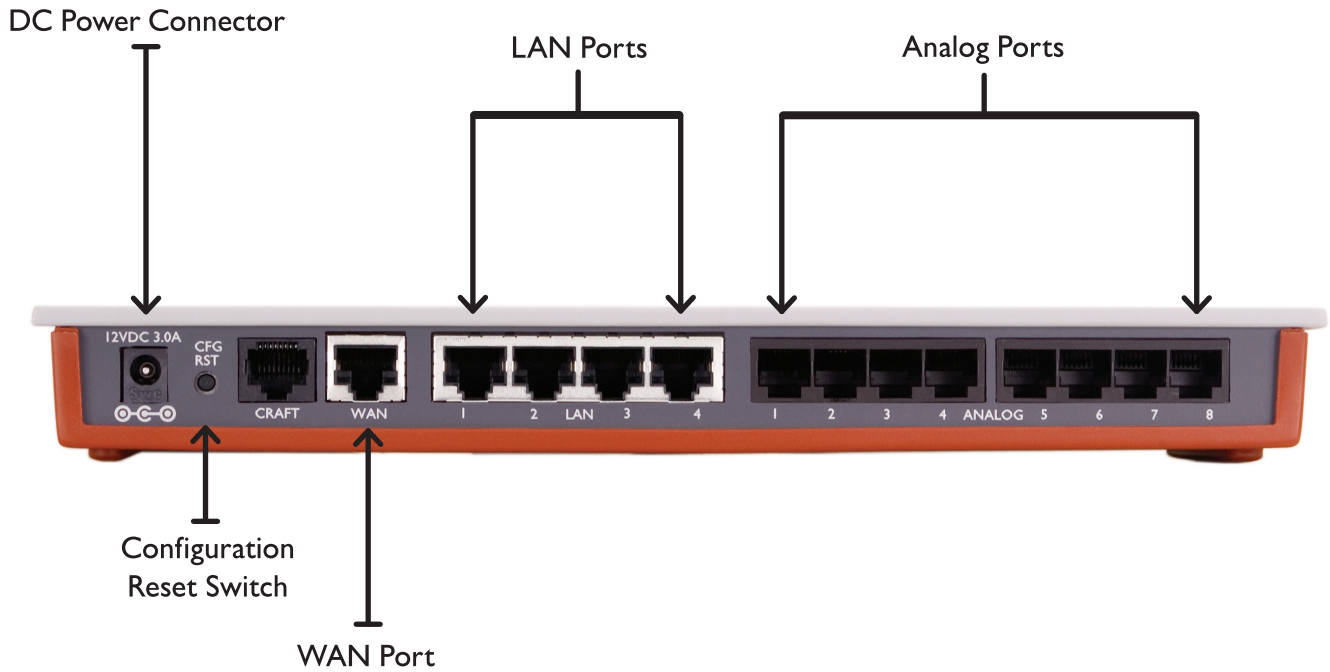 DC Power Connector
LAN Ports
Analog Ports
12VDC 3.0A
CFG
RST
CRAFT
WAN
1 2 LAN 3 4
1 2 3 4 ANALOG 5 6 7 8
Configuration
Reset Switch
WAN Port